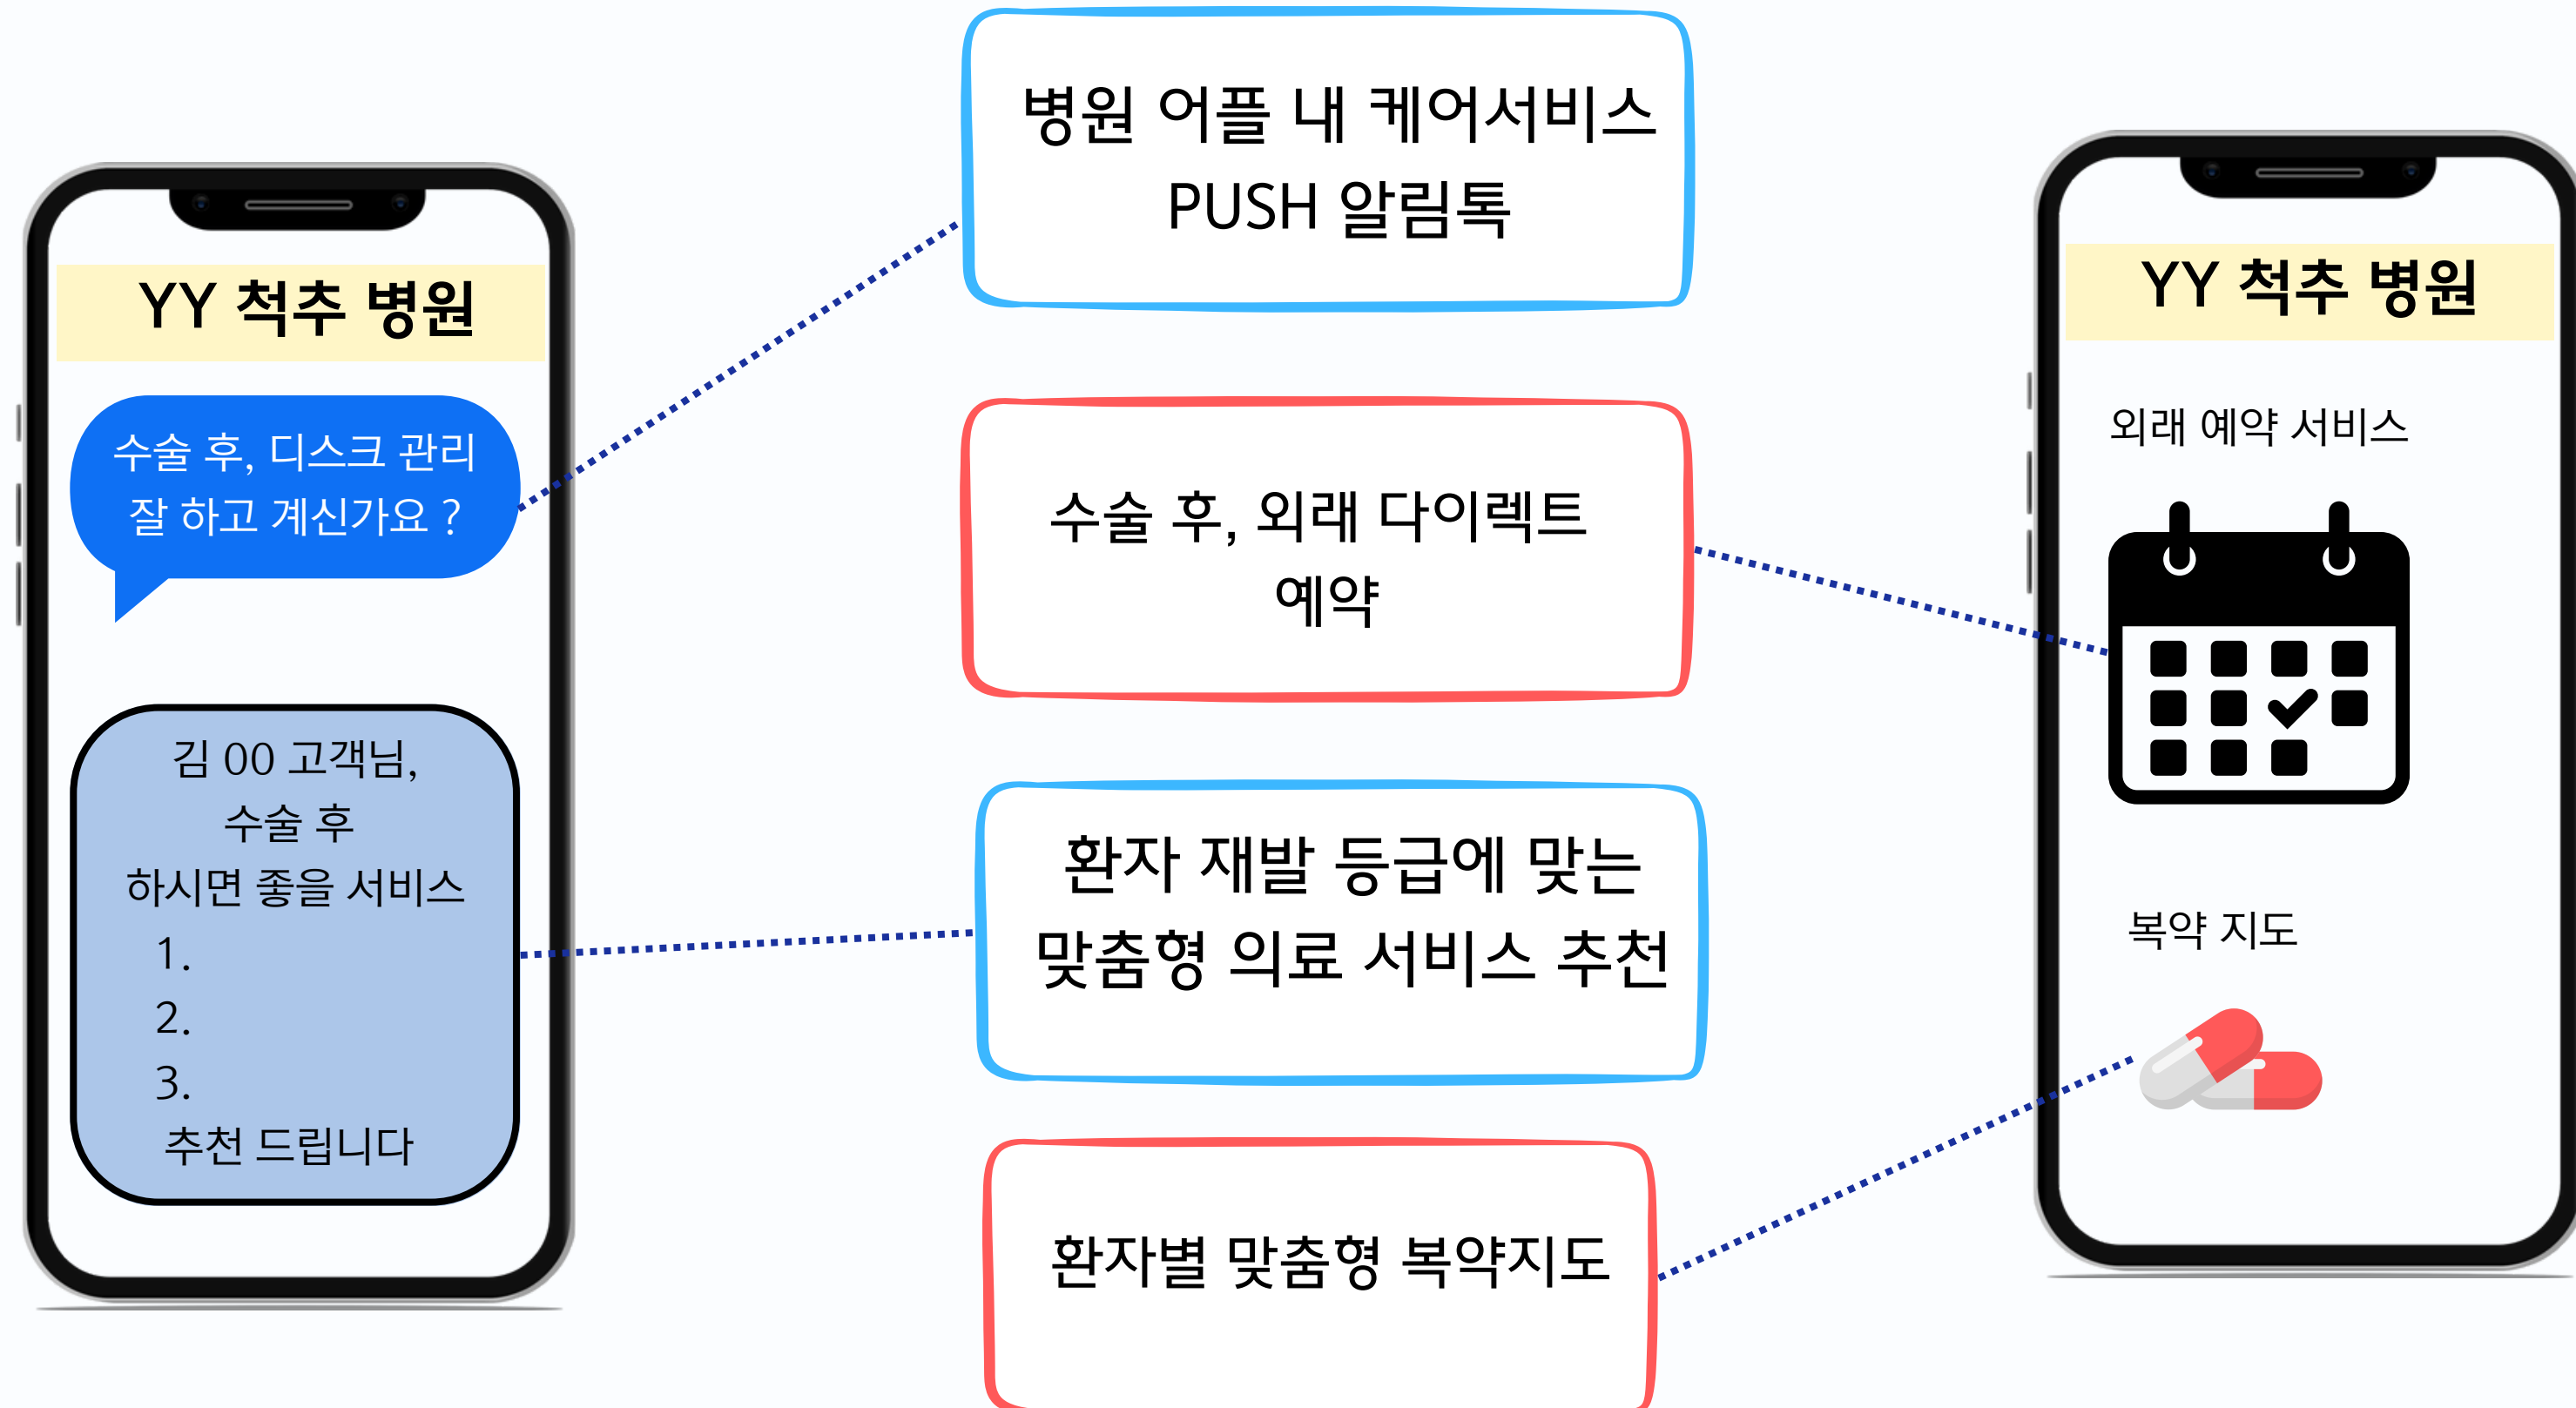 YY 척추 병원
수술 후, 디스크 관리
잘 하고 계신가요 ?
김 00 고객님,
수술 후
하시면 좋을 서비스
1.
2.
3.
추천 드립니다
병원 어플 내 케어서비스
PUSH 알림톡
수술 후, 외래 다이렉트
예약
환자 재발 등급에 맞는
맞춤형 의료 서비스 추천
환자별 맞춤형 복약지도
YY 척추 병원
외래 예약 서비스
복약 지도